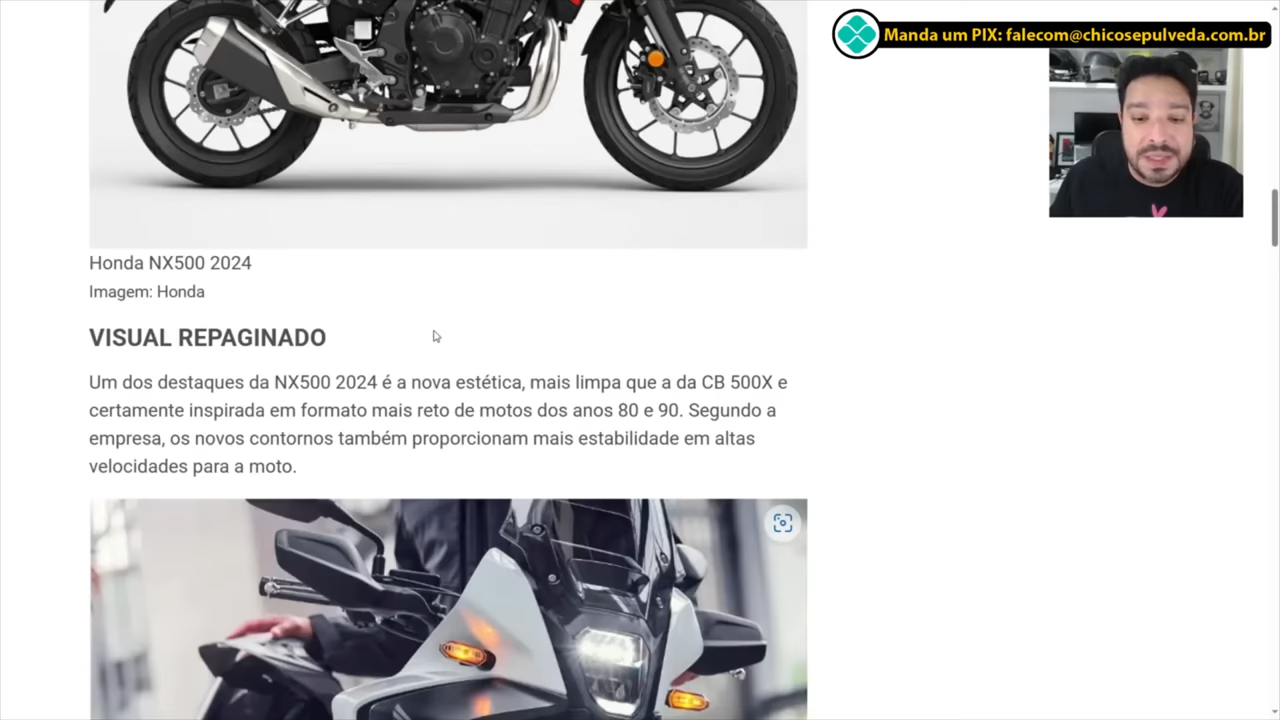 Manda um PIX: falecom@chicosepulveda.com.br
Honda NX500 2024
Imagem: Honda
VISUAL REPAGINADO
Um dos destaques da NX500 2024 é a nova estética, mais limpa que a da CB 500X e
certamente inspirada em formato mais reto de motos dos anos 80 e 90. Segundo a
empresa, os novos contornos também proporcionam mais estabilidade em altas
velocidades para a moto.